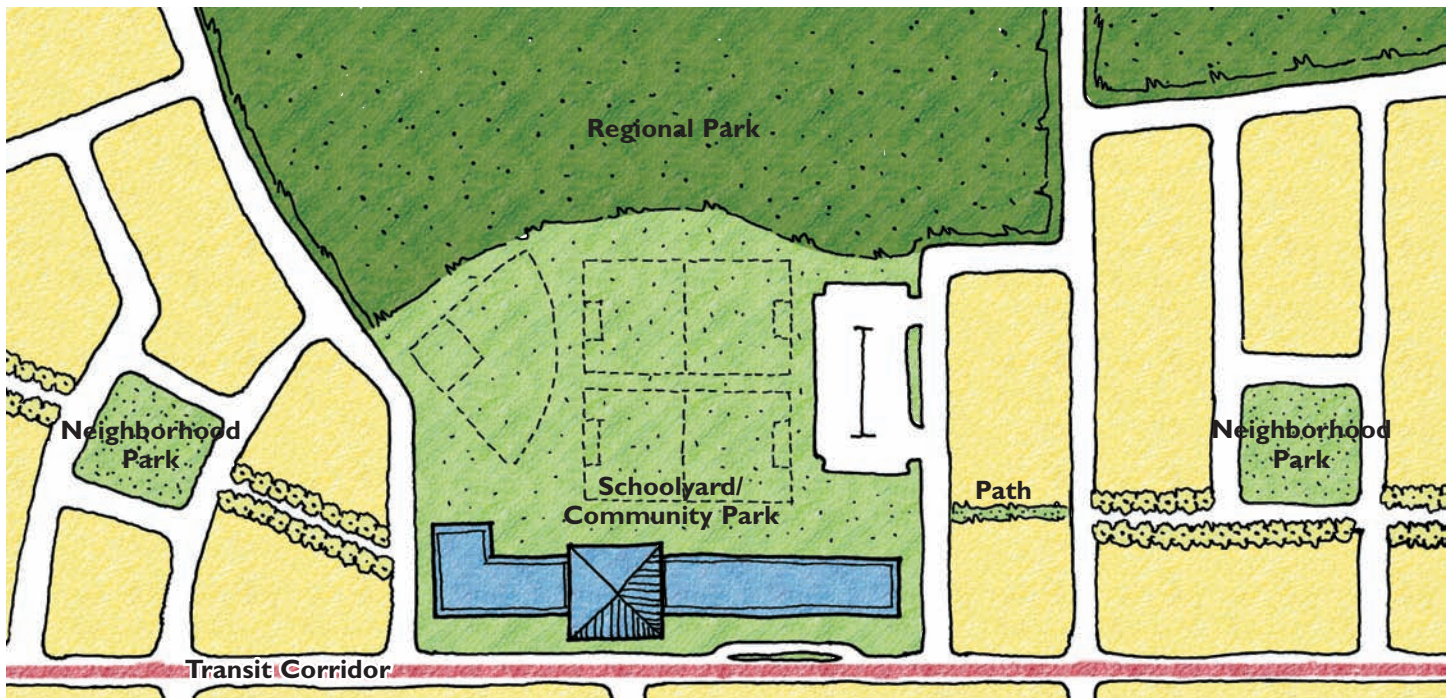 Regional Park
Neighborhood
Park
Neighborhood
Park
Schoolyard/
Community Park
Path
Transit Corridor